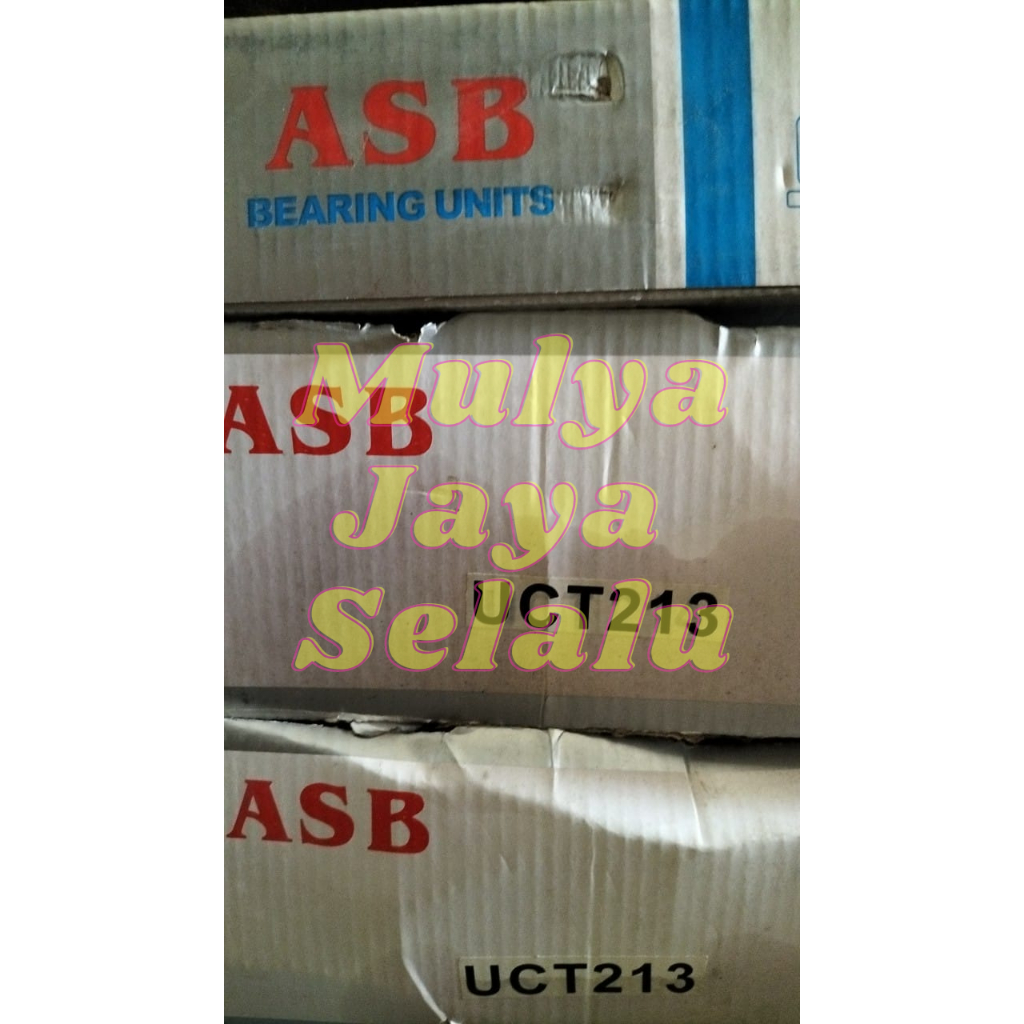 ASB
BEARING UNITS
ASB
Mulya
Jaya
Selalu
UCT213
ASB
UCT213